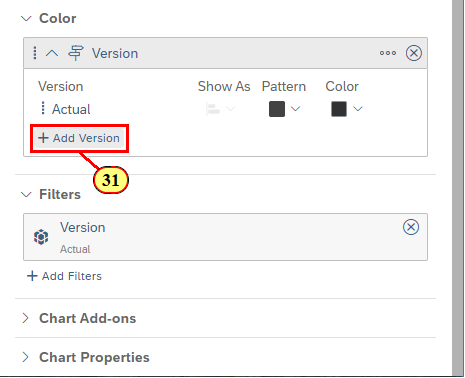 Color
Version
Version Show As Pattern Color
Actual
+ Add Version
31
Filters
Version
Actual
+ Add Filters
Chart Add-ons
Chart Properties